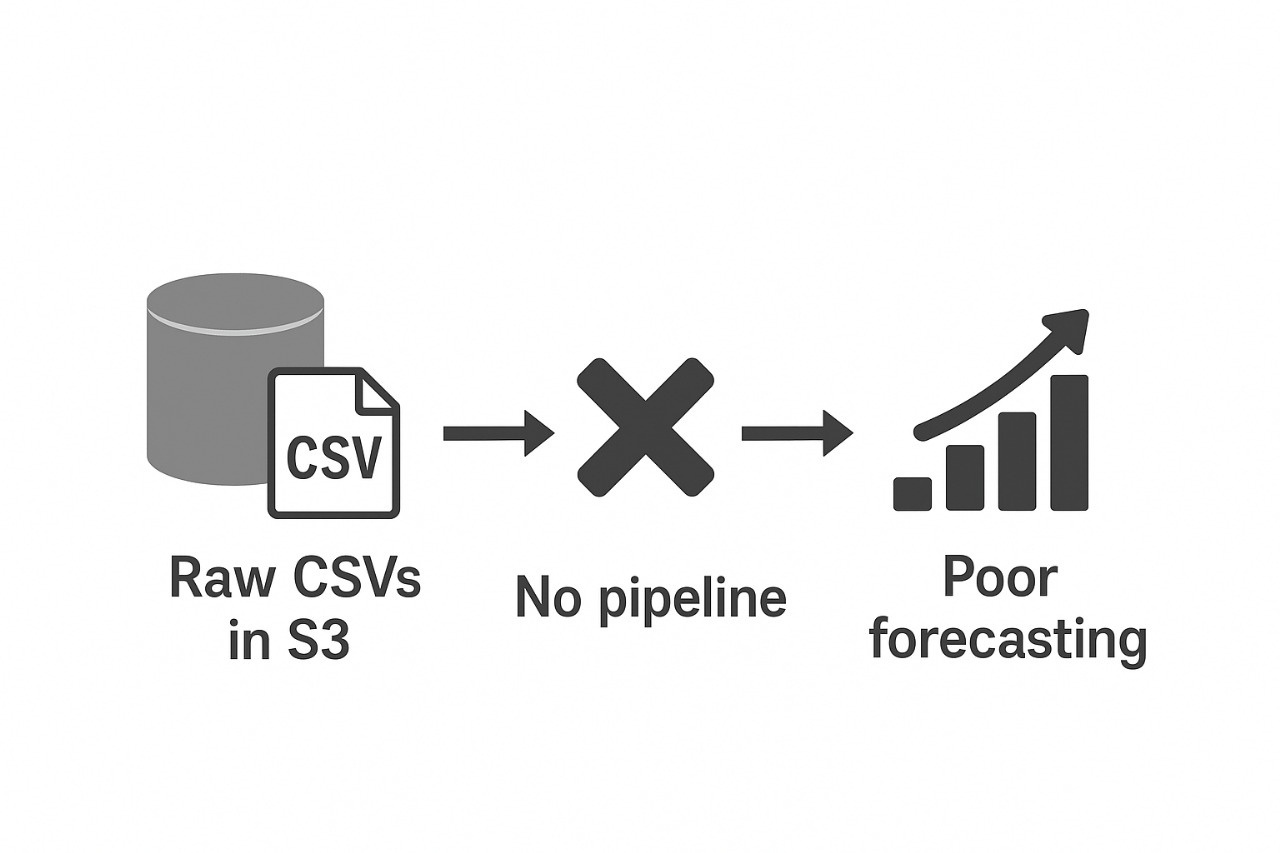 CSV
Raw CSVs
in S3
No pipeline
Poor
forecasting